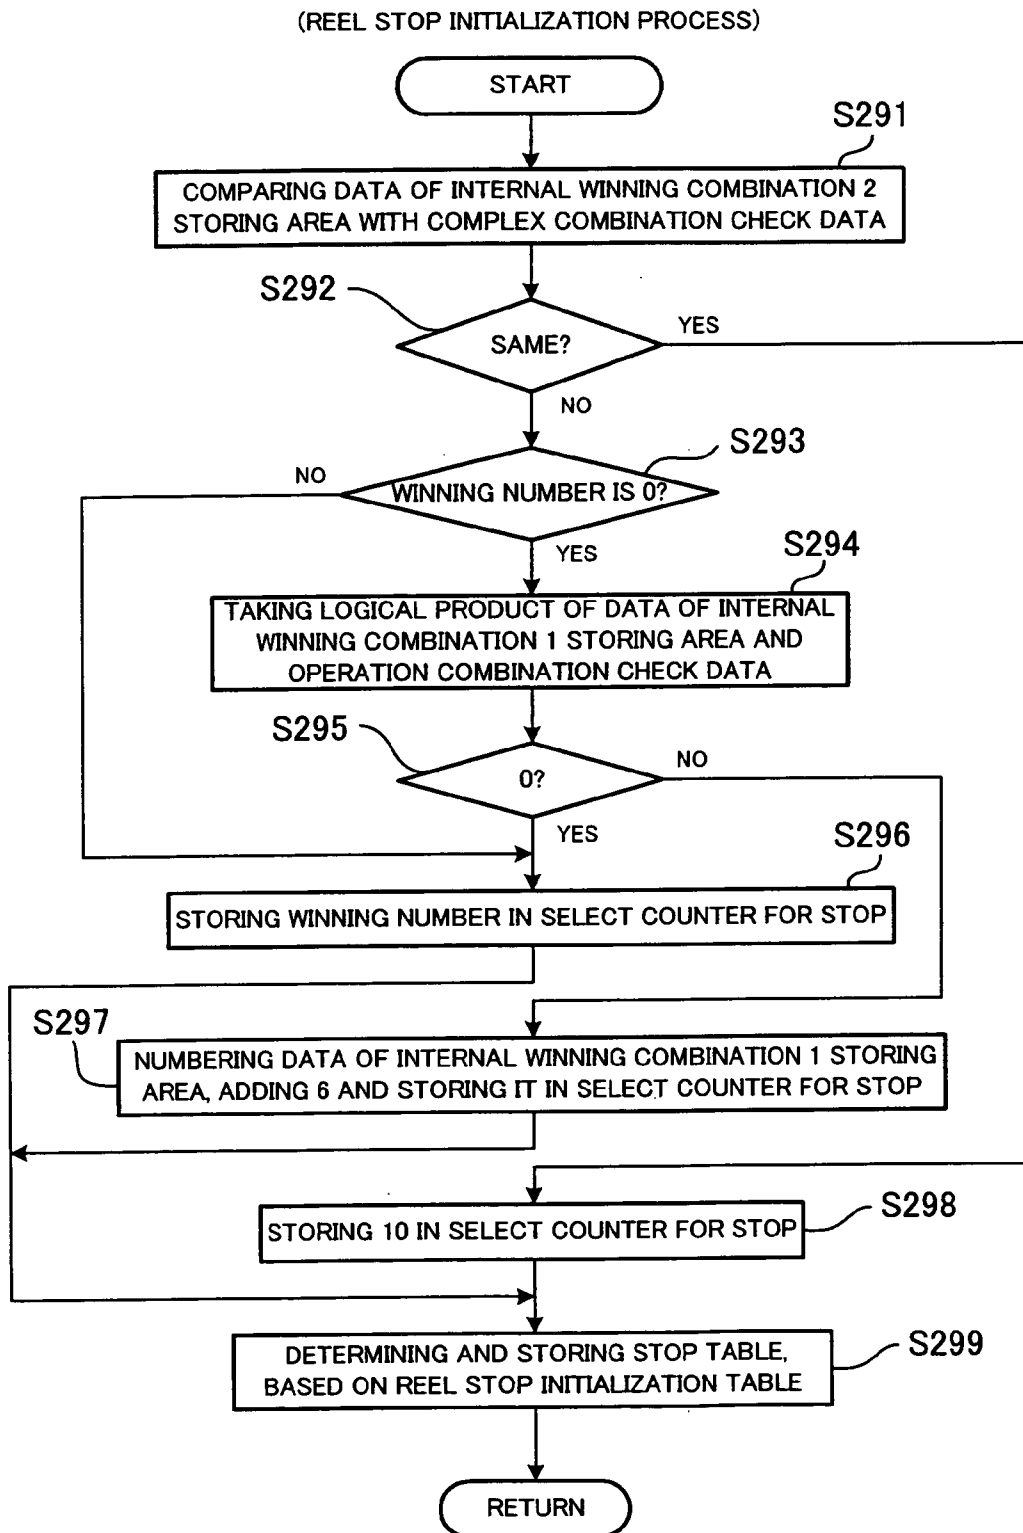 (REEL STOP INITIALIZATION PROCESS)
START
S291
COMPARING DATA OF INTERNAL WINNING COMBINATION 2
STORING AREA WITH COMPLEX COMBINATION CHECK DATA
S292
SAME?
YES
NO
S293
NO
WINNING NUMBER IS 0?
YES
S294
TAKING LOGICAL PRODUCT OF DATA OF INTERNAL
WINNING COMBINATION 1 STORING AREA AND
OPERATION COMBINATION CHECK DATA
S295
0?
NO
YES
S296
STORING WINNING NUMBER IN SELECT COUNTER FOR STOP
S297
NUMBERING DATA OF INTERNAL WINNING COMBINATION 1 STORING
AREA, ADDING 6 AND STORING IT IN SELECT COUNTER FOR STOP
STORING 10 IN SELECT COUNTER FOR STOP
S298
DETERMINING AND STORING STOP TABLE,
BASED ON REEL STOP INITIALIZATION TABLE
S299
RETURN